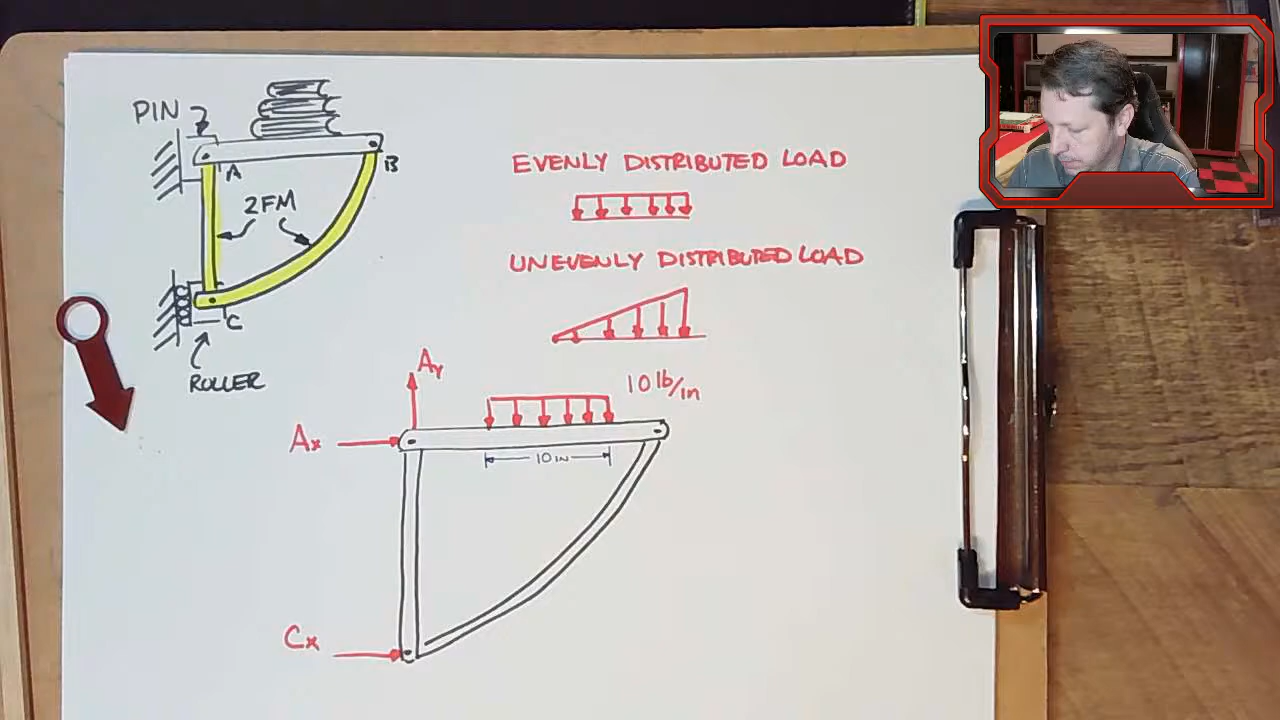 PIN
A
B
2FM
C
ROLLER
EVENLY DISTRIBUTED LOAD
UNEVENLY DISTRIBUTED LOAD
Ay
10 lb/in
Ax
10 IN
Cx